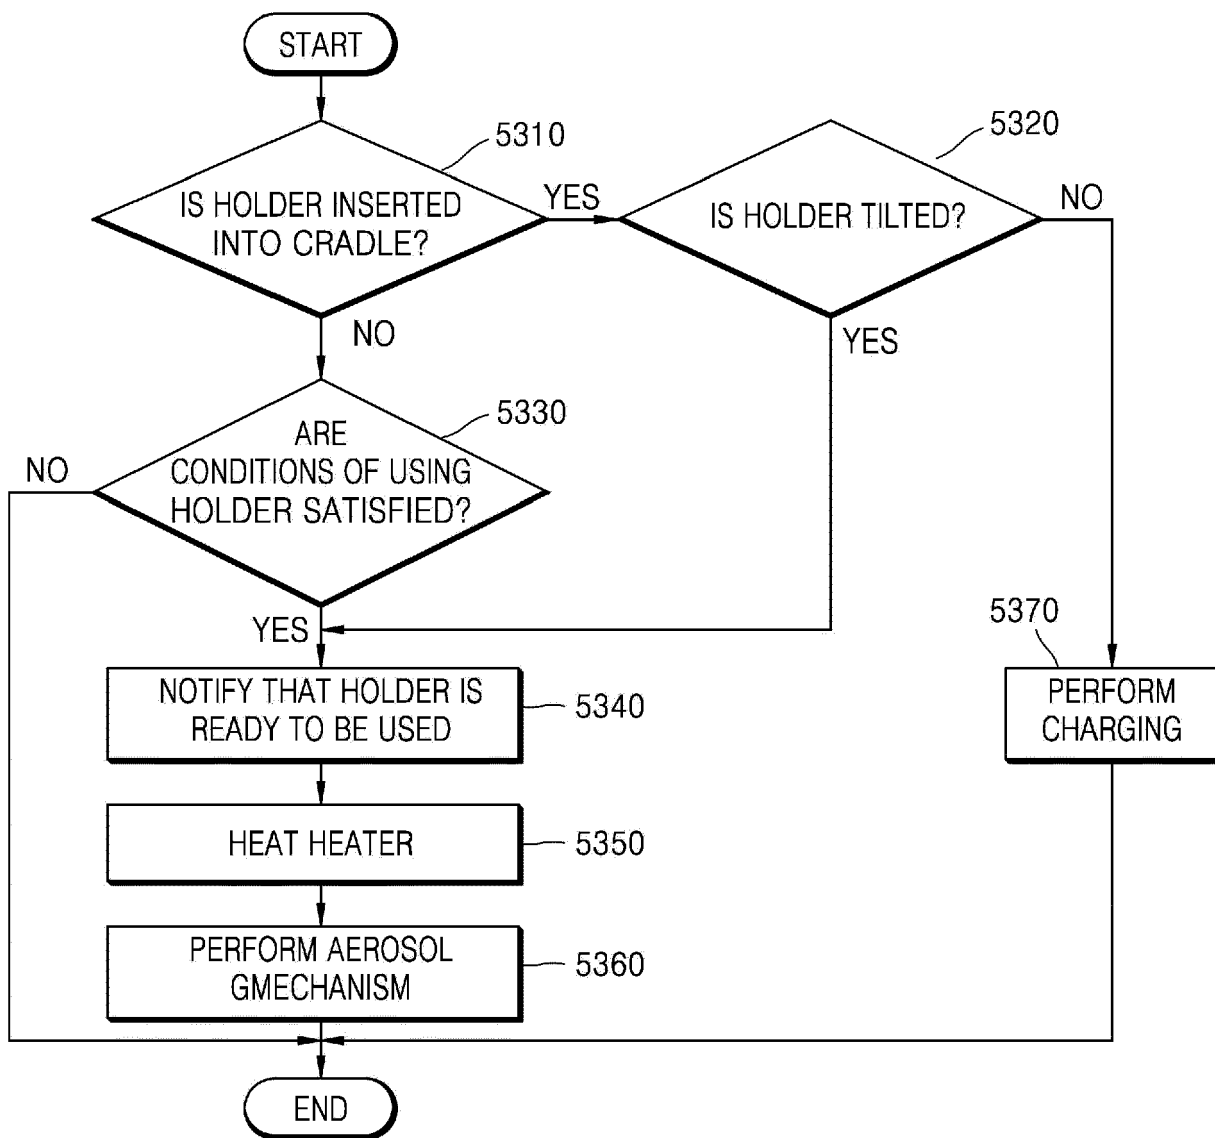 START
5310
IS HOLDER INSERTED
INTO CRADLE?
YES
5320
IS HOLDER TILTED?
NO
NO
YES
5330
ARE
CONDITIONS OF USING
HOLDER SATISFIED?
NO
YES
5340
NOTIFY THAT HOLDER IS
READY TO BE USED
5370
PERFORM
CHARGING
HEAT HEATER
5350
PERFORM AEROSOL
GMECHANISM
5360
END